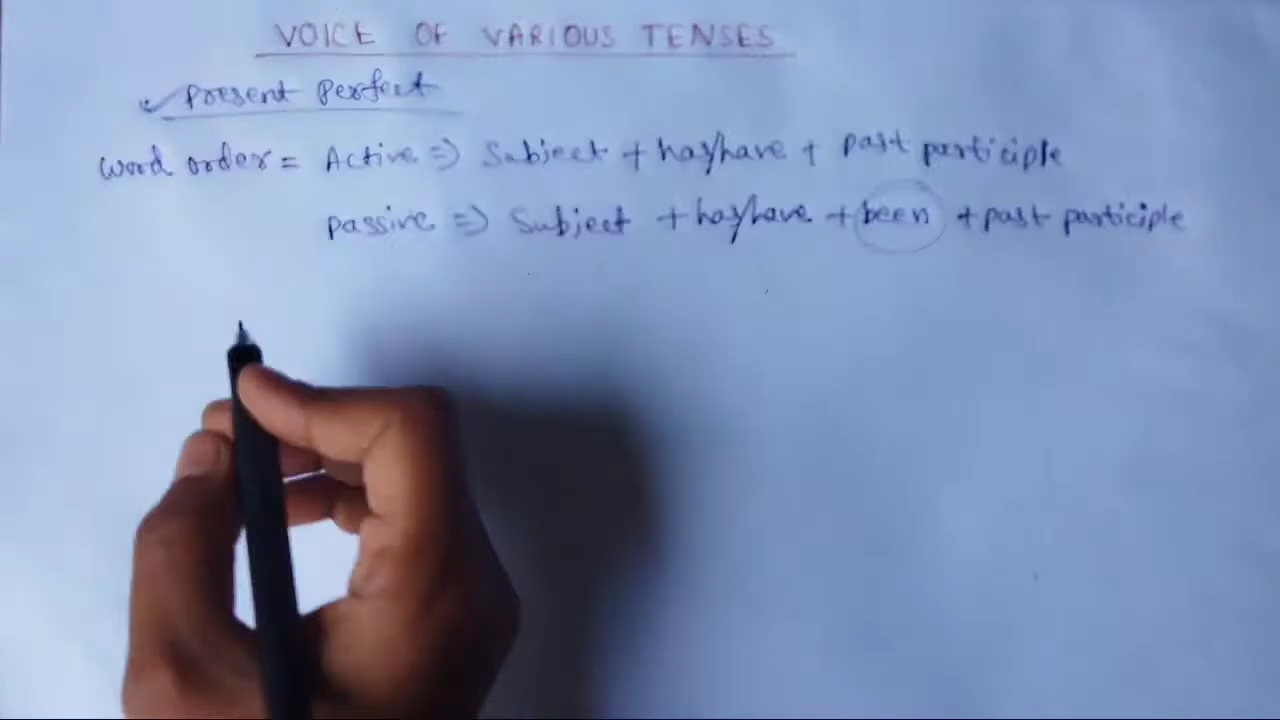 VOICE OF VARIOUS TENSES
Present Perfect
word order = Active => Subject + has/have + past participle
passive => Subject + has/have + been + past participle